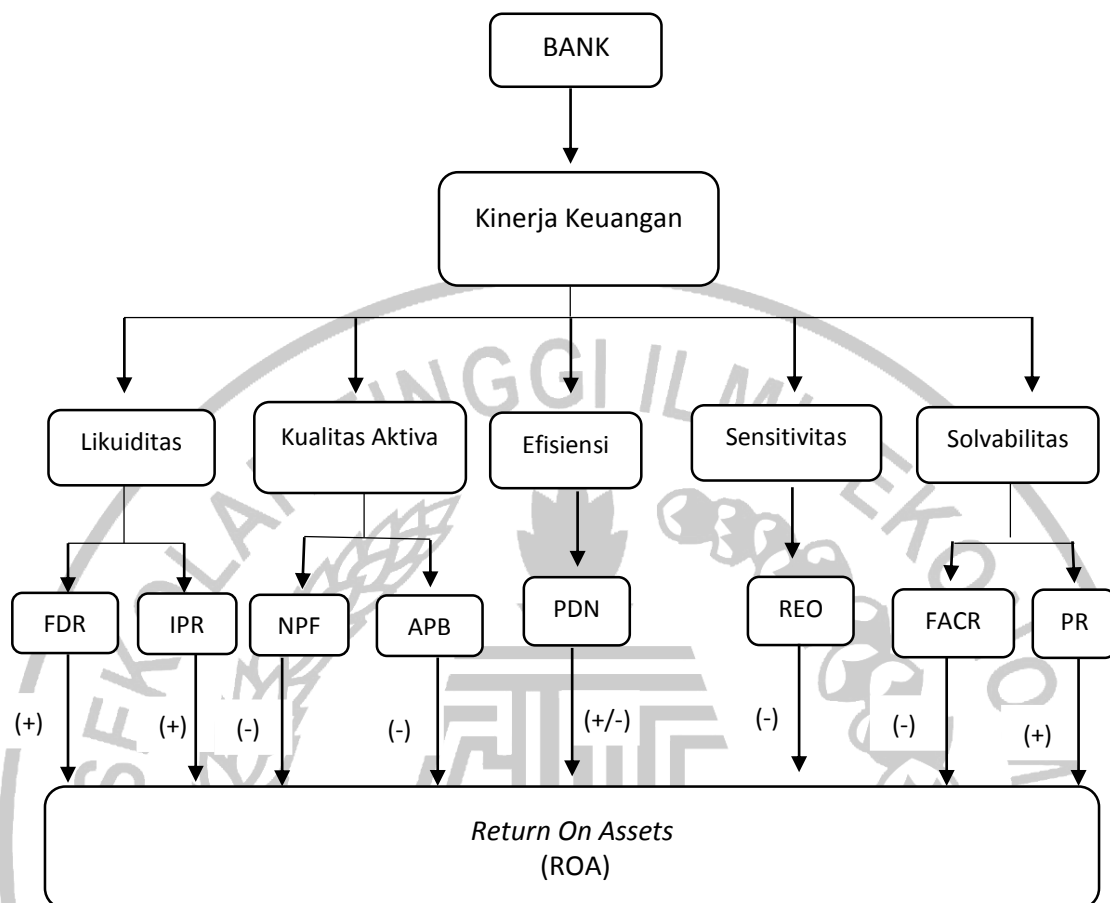 BANK
Kinerja Keuangan
Likuiditas
Kualitas Aktiva
Efisiensi
Sensitivitas
Solvabilitas
FDR
IPR
NPF
APB
PDN
REO
FACR
PR
(+)
(+)
(-)
(-)
(+/-)
(-)
(-)
(+)
Return On Assets
(ROA)